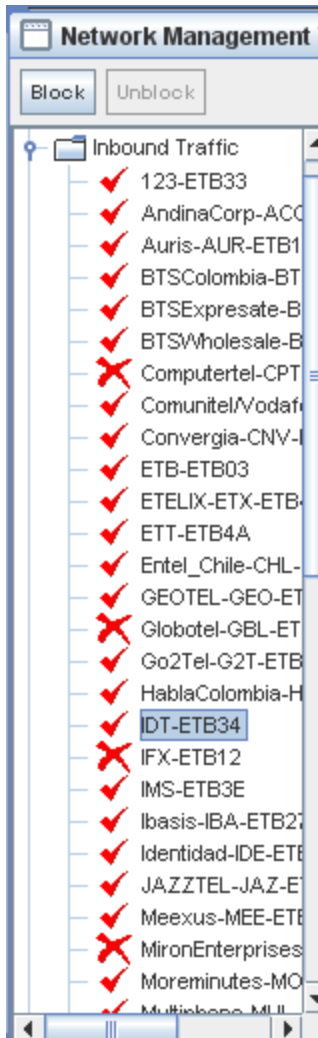 Network Management
Block Unblock
Inbound Traffic
123-ETB33
AndinaCorp-ACC
Auris-AUR-ETB1
BTSColombia-BT
BTSExpresate-B
BTSWholesale-B
Computertel-CPT
Comunitel/Vodaf
Convergia-CNV-
ETB-ETB03
ETELIX-ETX-ETB
ETT-ETB4A
Entel_Chile-CHL-
GEOTEL-GEO-ET
Globotel-GBL-ET
Go2Tel-G2T-ETB
HablaColombia-H
IDT-ETB34
IFX-ETB12
IMS-ETB3E
Ibasis-IBA-ETB2
Identidad-IDE-ETE
JAZZTEL-JAZ-E
Meexus-MEE-ETE
MironEnterprises
Moreminutes-MO